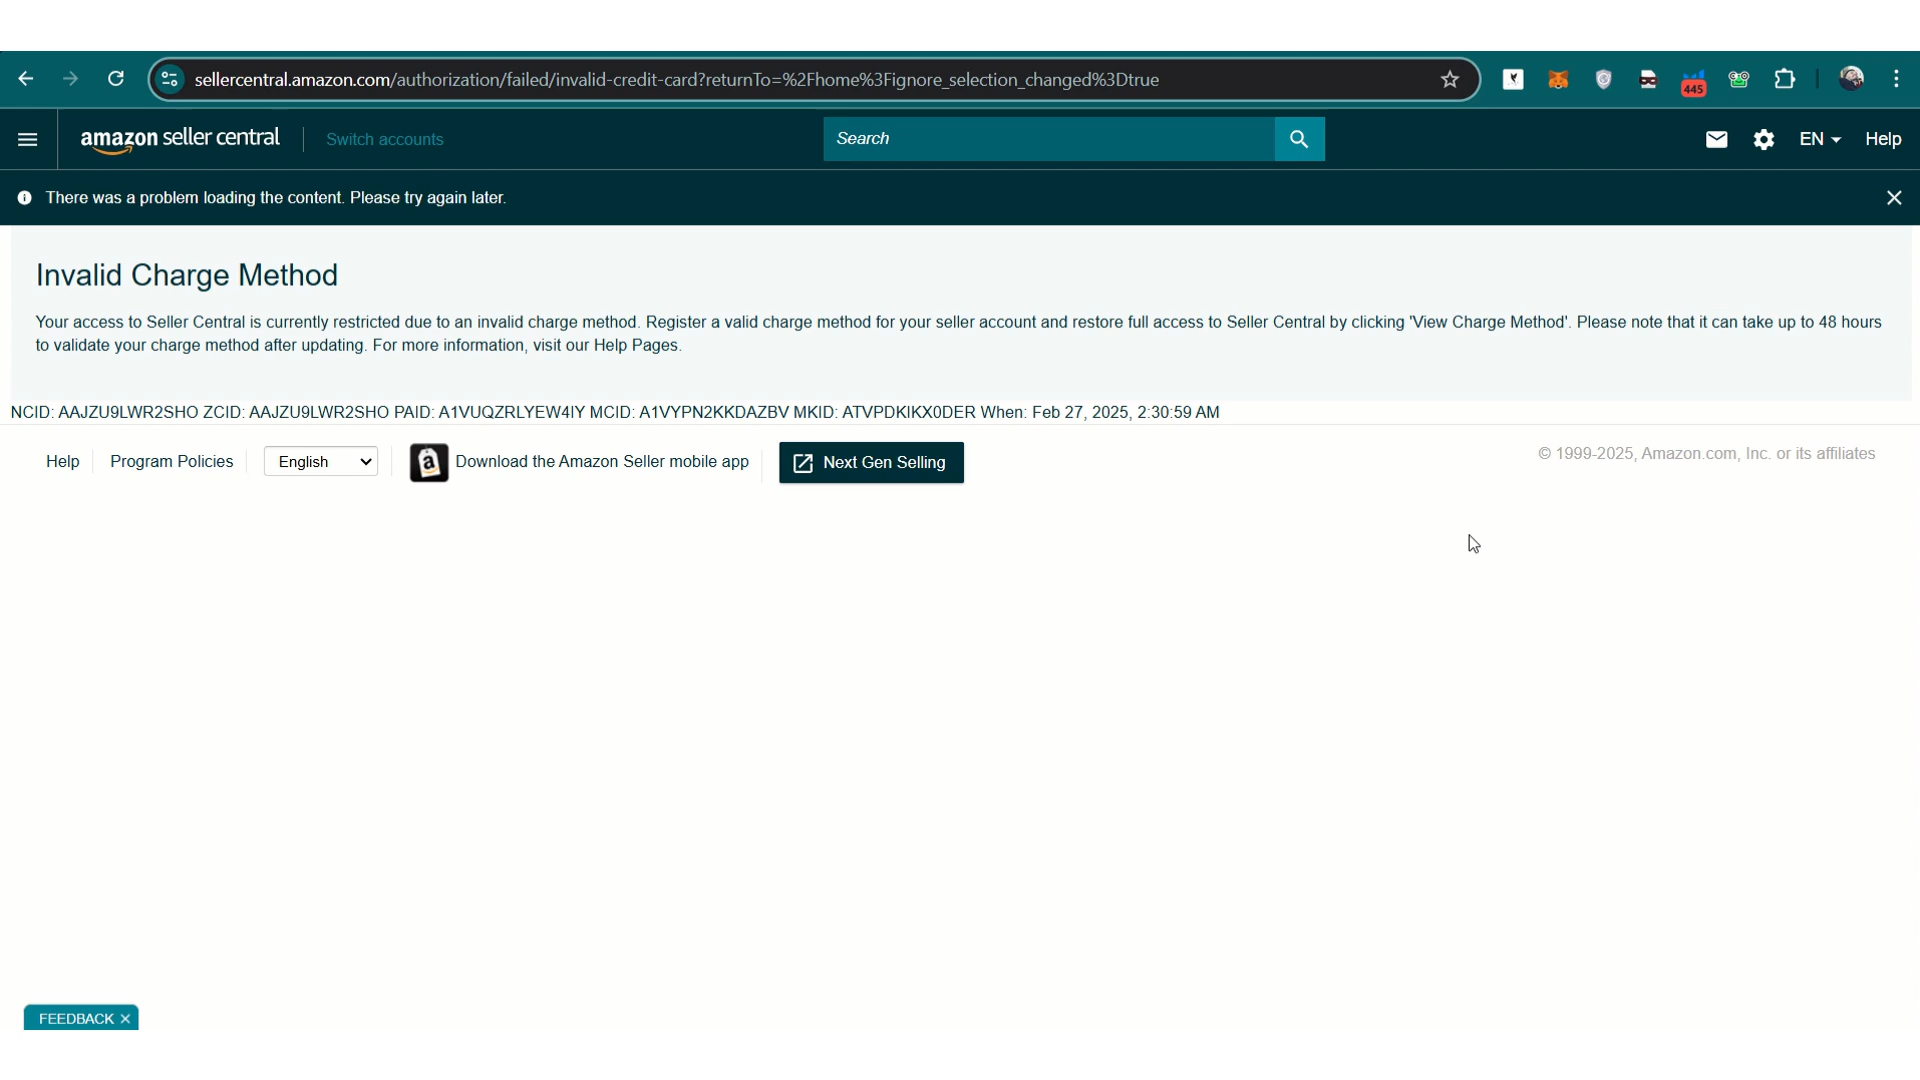 sellercentral.amazon.com/authorization/failed/invalid-credit-card?returnTo=%2Fhome%3Fignore_selection_changed%3Dtrue
445
amazon seller central
Switch accounts
Search
EN
Help
There was a problem loading the content. Please try again later.
Invalid Charge Method
Your access to Seller Central is currently restricted due to an invalid charge method. Register a valid charge method for your seller account and restore full access to Seller Central by clicking 'View Charge Method'. Please note that it can take up to 48 hours
to validate your charge method after updating. For more information, visit our Help Pages.
NCID: AAJZU9LWR2SHO ZCID: AAJZU9LWR2SHO PAID: A1VUQZRLYEW4IY MCID: A1VYPN2KKDAZBV MKID: ATVPDKIKX0DER When: Feb 27, 2025, 2:30:59 AM
Help
Program Policies
English
Download the Amazon Seller mobile app
Next Gen Selling
© 1999-2025, Amazon.com, Inc. or its affiliates
FEEDBACK